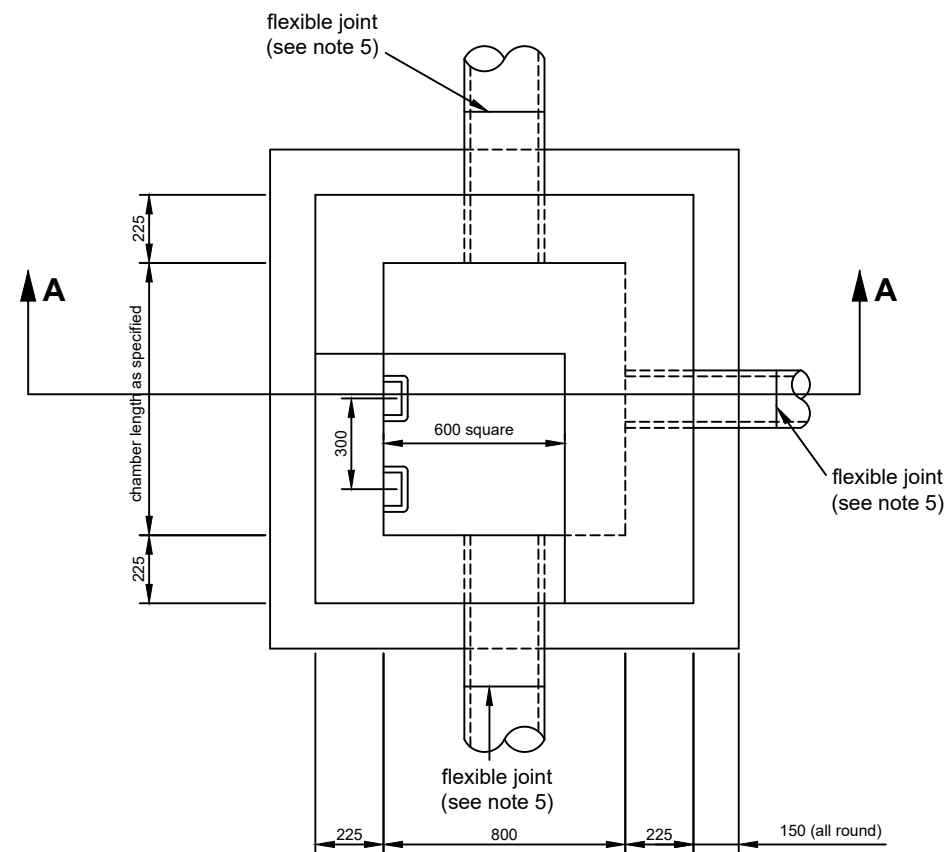 flexible joint
(see note 5)
225
A
A
chamber length as specified
600 square
300
flexible joint
(see note 5)
225
flexible joint
(see note 5)
225
800
225
150 (all round)